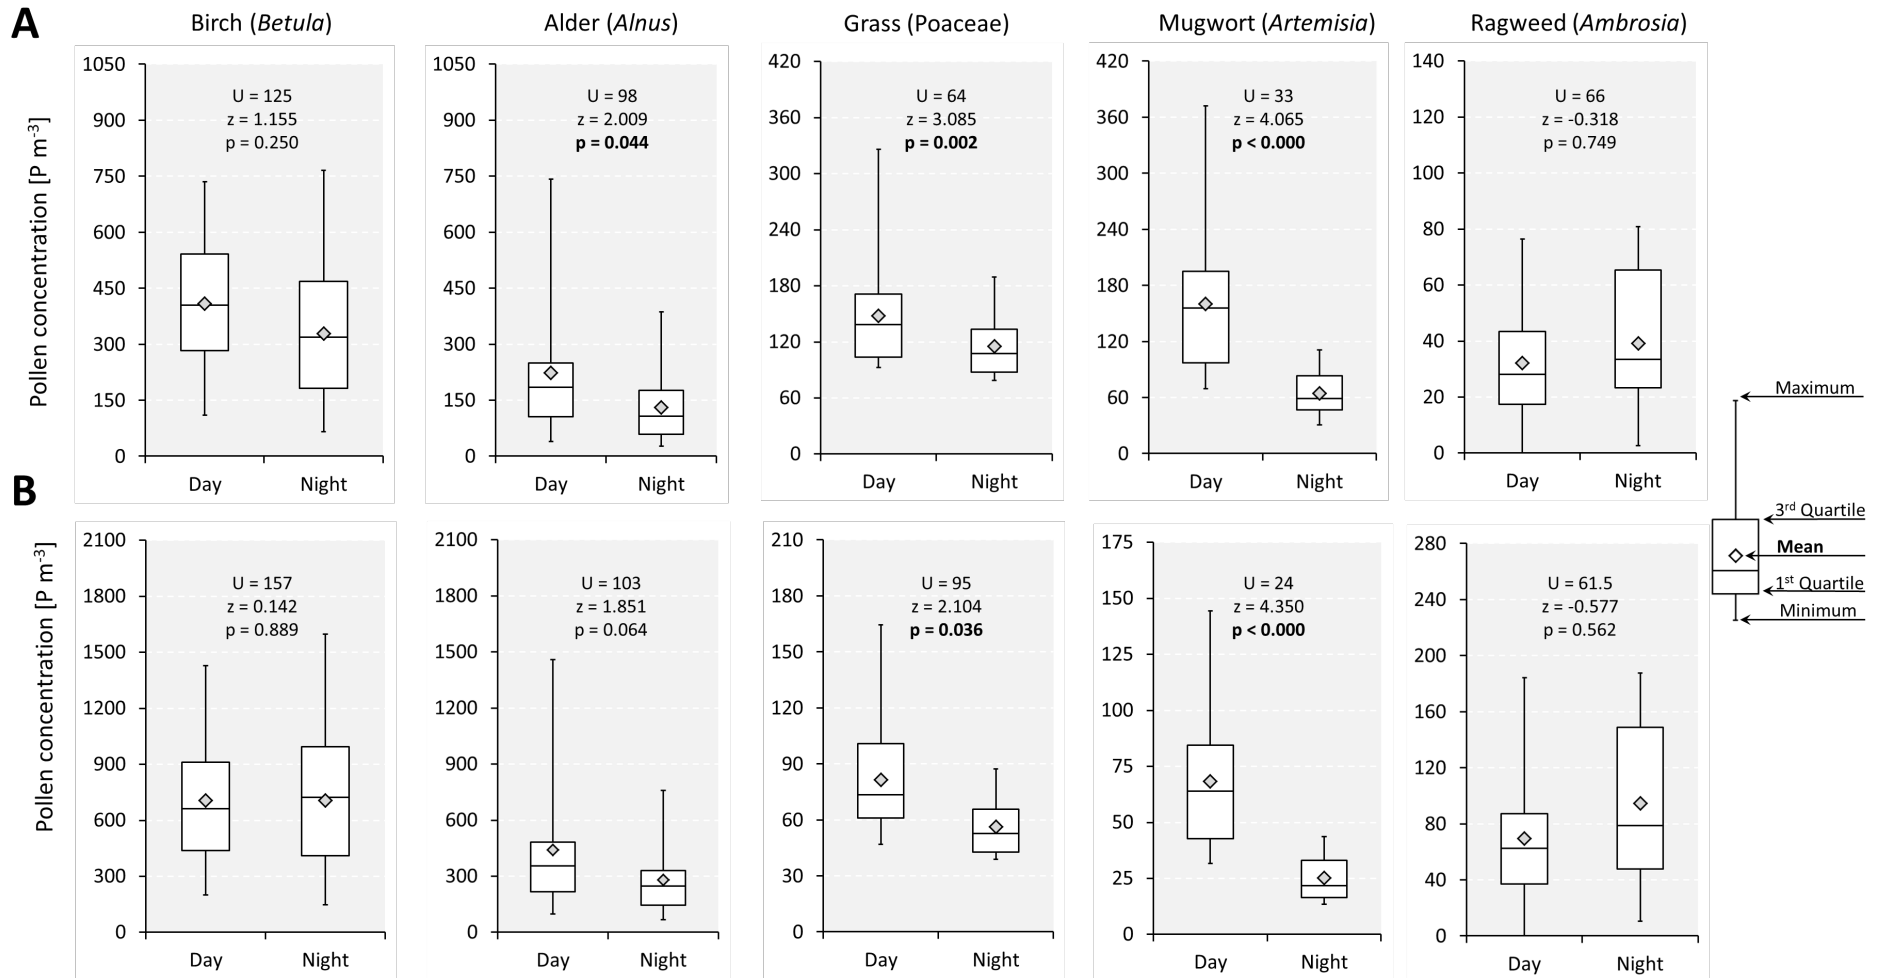 A
Birch (Betula)
Alder (Alnus)
Grass (Poaceae)
Mugwort (Artemisia)
Ragweed (Ambrosia)
Pollen concentration [P m-3]
1050
900
750
600
450
300
150
0
U = 125
z = 1.155
p = 0.250
Day
Night
1050
900
750
600
450
300
150
0
U = 98
z = 2.009
p = 0.044
Day
Night
420
360
300
240
180
120
60
0
U = 64
z = 3.085
p = 0.002
Day
Night
420
360
300
240
180
120
60
0
U = 33
z = 4.065
p < 0.000
Day
Night
140
120
100
80
60
40
20
0
U = 66
z = -0.318
p = 0.749
Day
Night
Maximum
3rd Quartile
Mean
1st Quartile
Minimum
B
Pollen concentration [P m-3]
2100
1800
1500
1200
900
600
300
0
U = 157
z = 0.142
p = 0.889
Day
Night
2100
1800
1500
1200
900
600
300
0
U = 103
z = 1.851
p = 0.064
Day
Night
210
180
150
120
90
60
30
0
U = 95
z = 2.104
p = 0.036
Day
Night
175
150
125
100
75
50
25
0
U = 24
z = 4.350
p < 0.000
Day
Night
280
240
200
160
120
80
40
0
U = 61.5
z = -0.577
p = 0.562
Day
Night